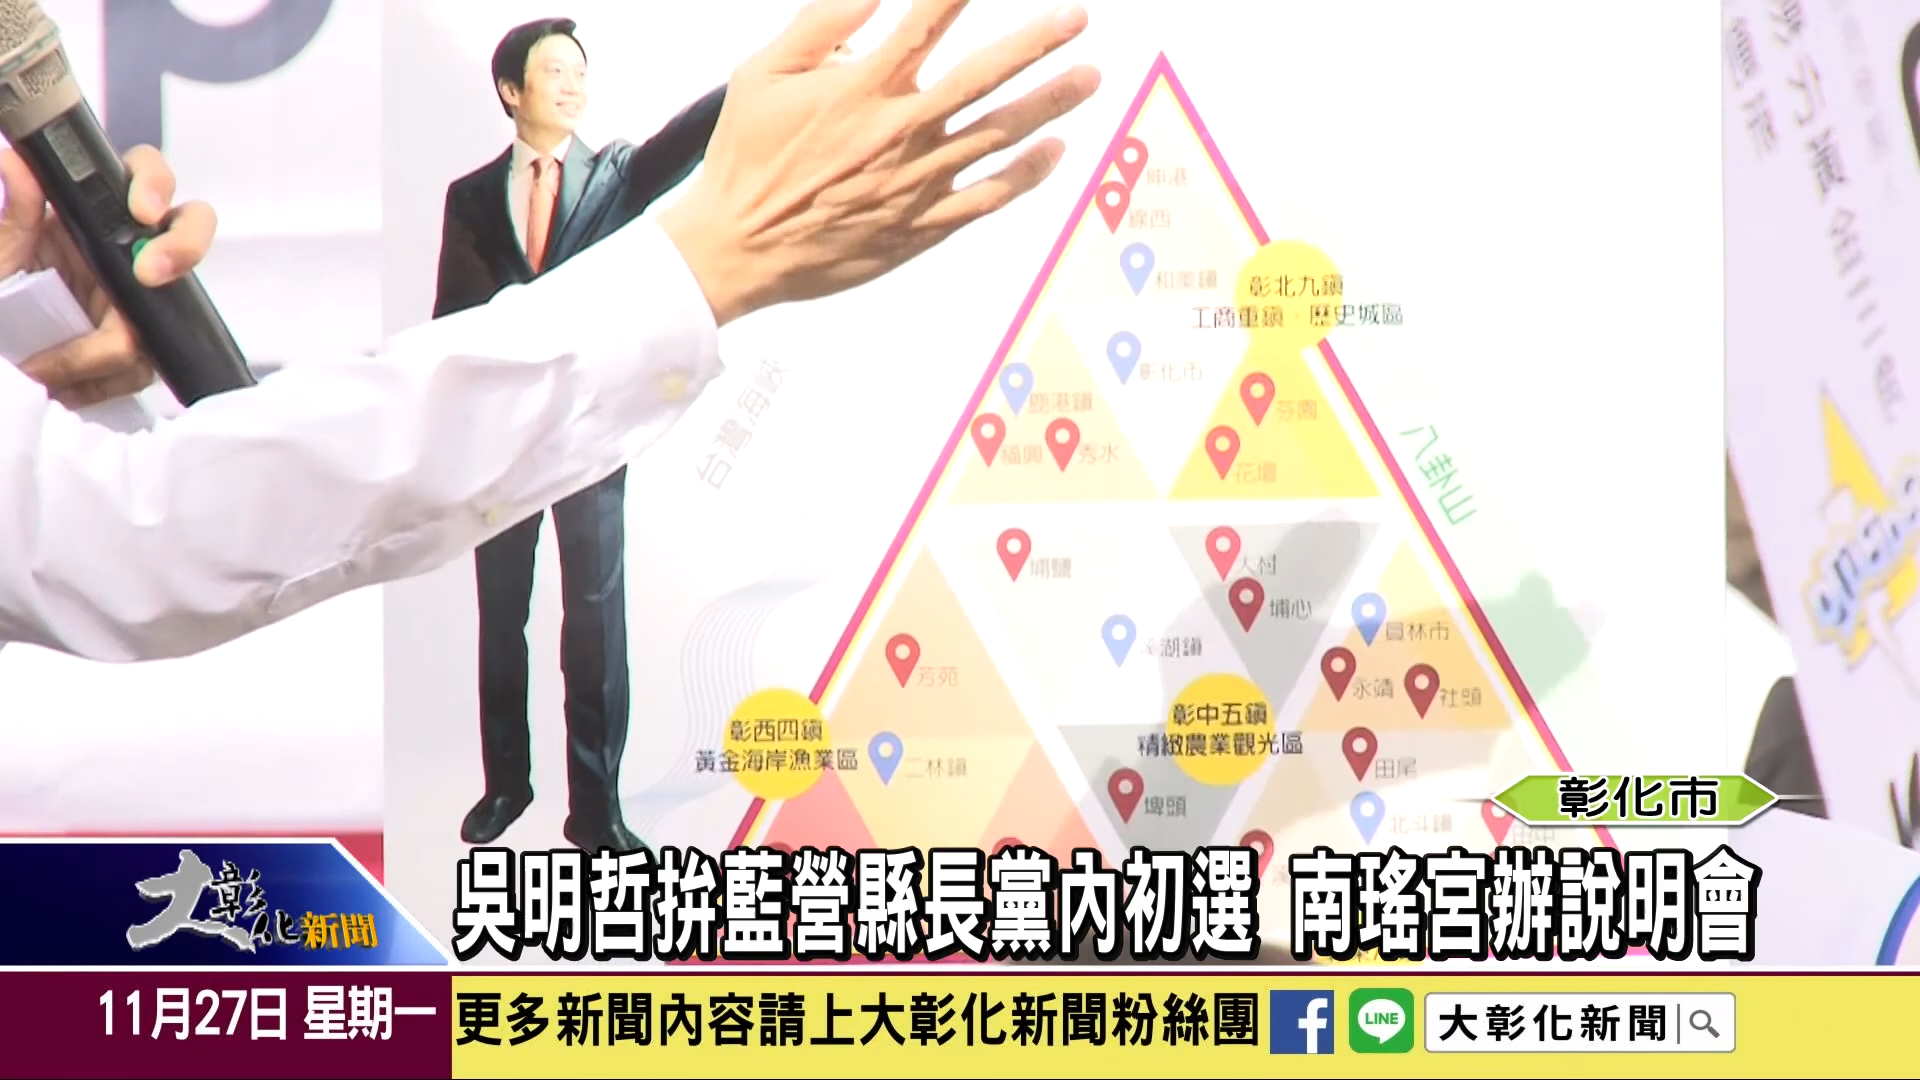 伸港
線西
和美鎮
彰北九鎮
工商重鎮、歷史城區
彰化市
鹿港鎮
芬園
福興
秀水
花壇
台灣海峽
八卦山
埔鹽
大村
埔心
員林市
湖鎮
芳苑
永靖
社頭
彰西四鎮
黃金海岸漁業區
彰中五鎮
精緻農業觀光區
二林鎮
田尾
埤頭
北斗鎮
田中
彰化市
大彰化新聞
吳明哲拚藍營縣長黨內初選 南瑤宮辦說明會
11月27日 星期一
更多新聞內容請上大彰化新聞粉絲團
LINE
大彰化新聞